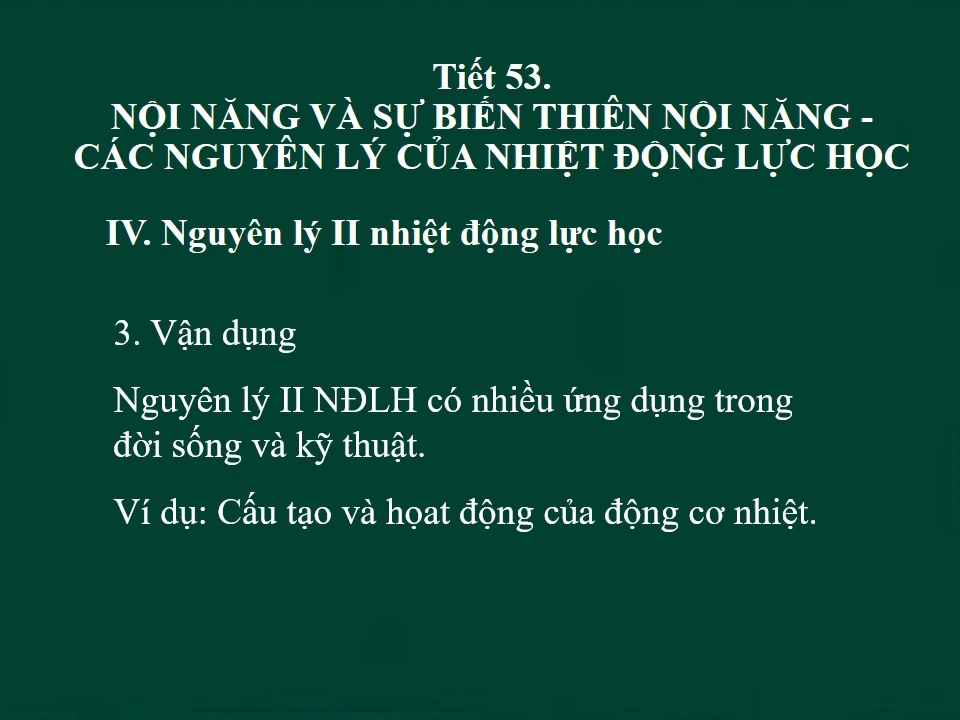 Tiết 53.
NỘI NĂNG VÀ SỰ BIẾN THIÊN NỘI NĂNG -
CÁC NGUYÊN LÝ CỦA NHIỆT ĐỘNG LỰC HỌC
IV. Nguyên lý II nhiệt động lực học
3. Vận dụng
Nguyên lý II NĐLH có nhiều ứng dụng trong
đời sống và kỹ thuật.
Ví dụ: Cấu tạo và họat động của động cơ nhiệt.